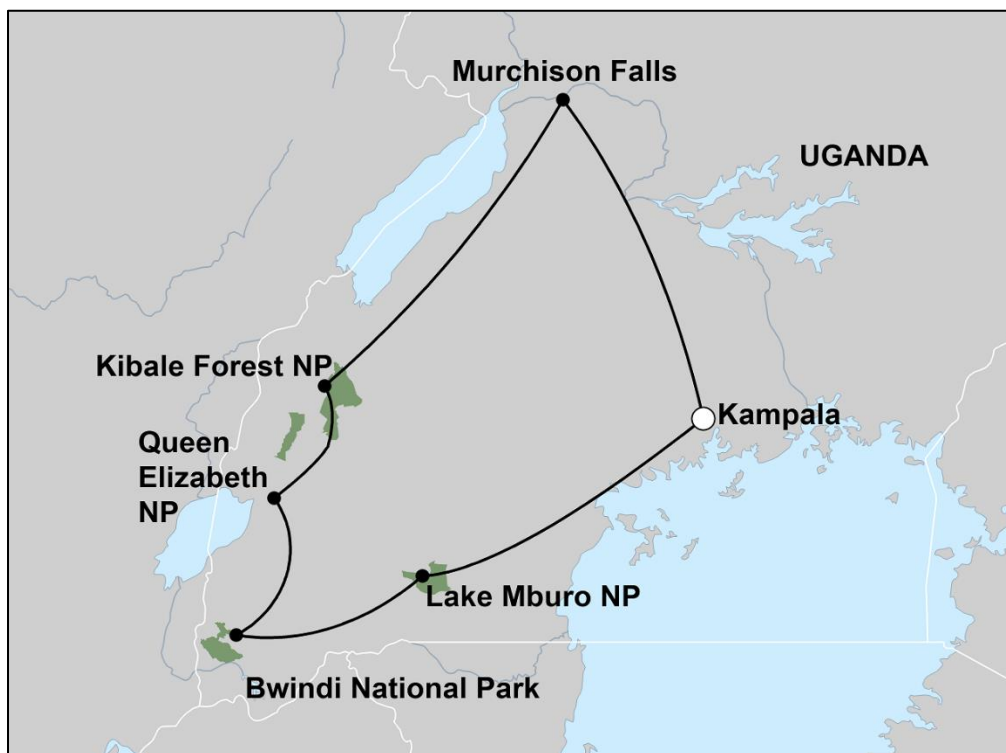 Murchison Falls
UGANDA
Kibale Forest NP
Kampala
Queen
Elizabeth
NP
Lake Mburo NP
Bwindi National Park